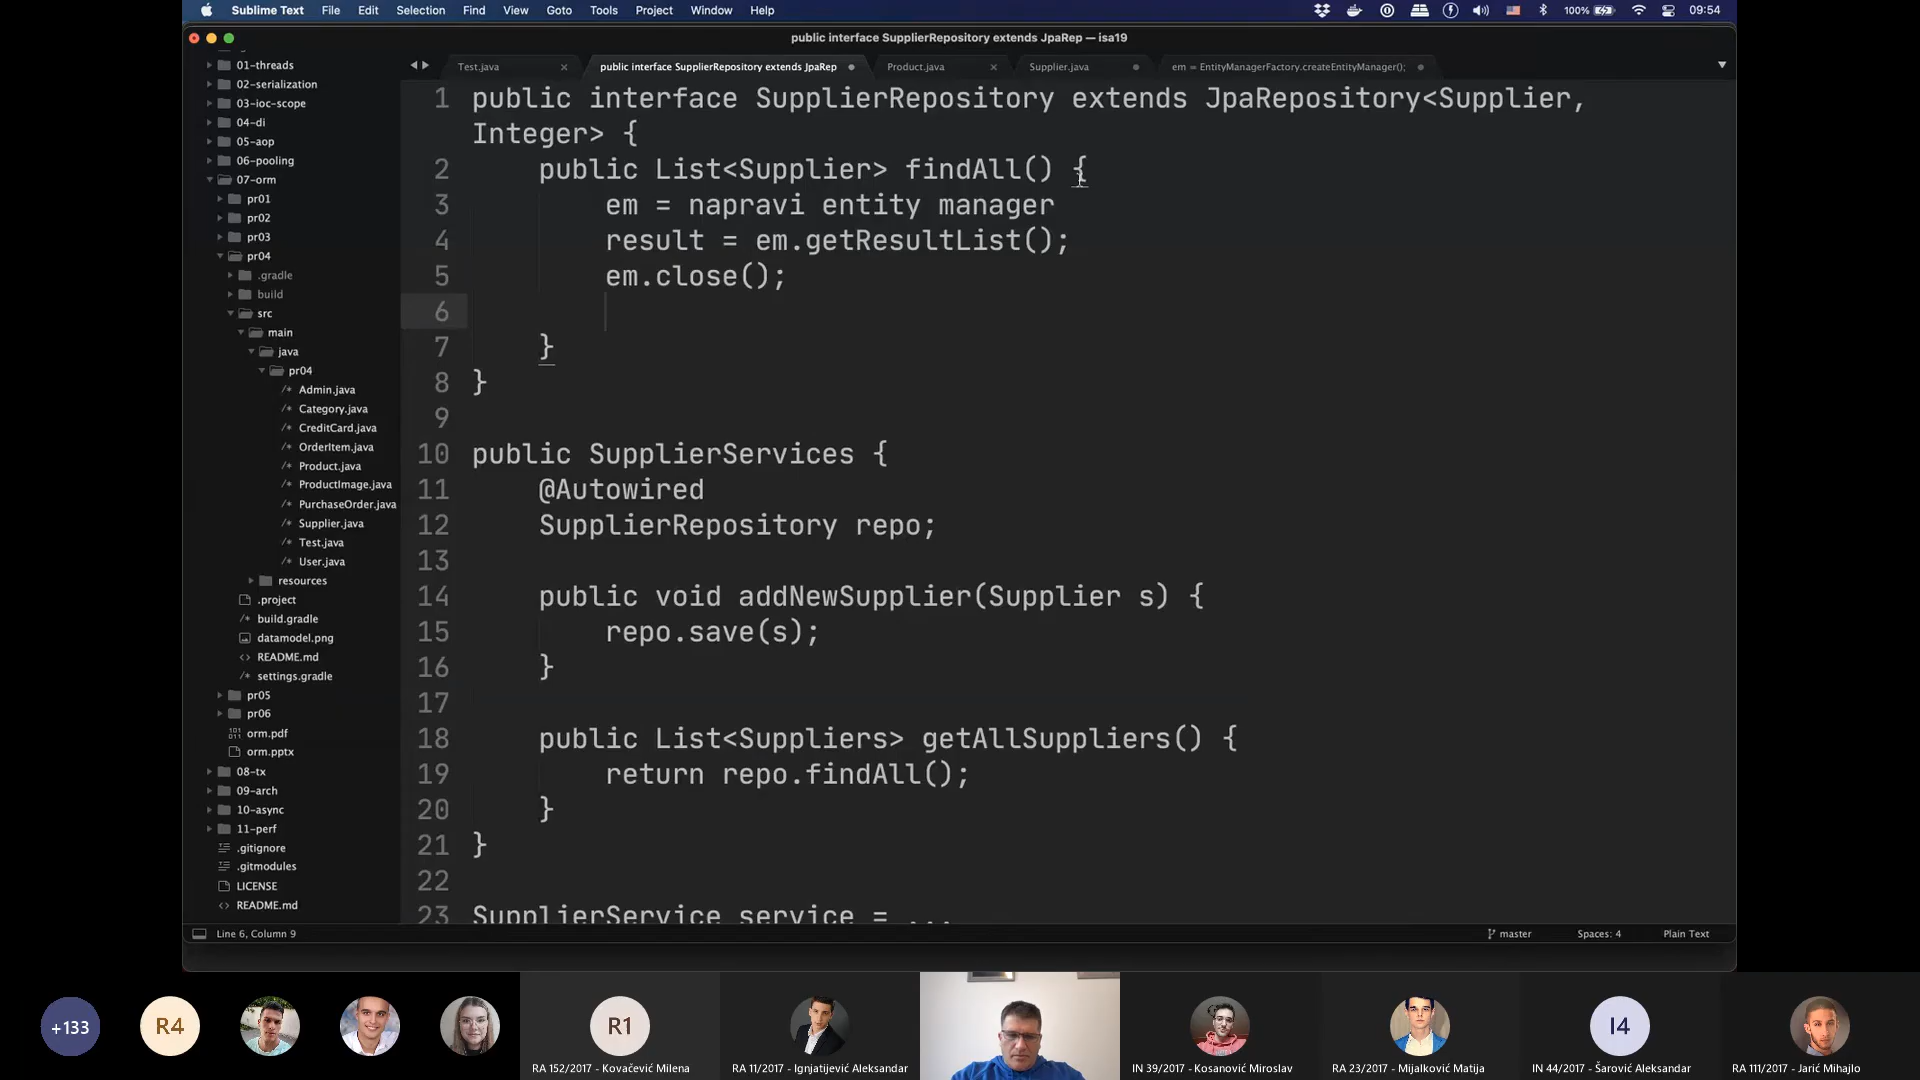 Sublime Text File Edit Selection Find View Goto Tools Project Window Help 100% 09:54
public interface SupplierRepository extends JpaRep — isa19
Test.java public interface SupplierRepository extends JpaRep Product.java Supplier.java em = EntityManagerFactory.createEntityManager();
01-threads
02-serialization
03-ioc-scope
04-di
05-aop
06-pooling
07-orm
pr01
pr02
pr03
pr04
.gradle
build
src
main
java
pr04
Admin.java
Category.java
CreditCard.java
OrderItem.java
Product.java
ProductImage.java
PurchaseOrder.java
Supplier.java
Test.java
User.java
resources
.project
build.gradle
datamodel.png
README.md
settings.gradle
pr05
pr06
orm.pdf
orm.pptx
08-tx
09-arch
10-async
11-perf
.gitignore
.gitmodules
LICENSE
README.md
1 public interface SupplierRepository extends JpaRepository<Supplier,
Integer> {
2 public List<Supplier> findAll() {
3 em = napravi entity manager
4 result = em.getResultList();
5 em.close();
6
7 }
8 }
9
10 public SupplierServices {
11 @Autowired
12 SupplierRepository repo;
13
14 public void addNewSupplier(Supplier s) {
15 repo.save(s);
16 }
17
18 public List<Suppliers> getAllSuppliers() {
19 return repo.findAll();
20 }
21 }
22
23 SupplierService service = ...
Line 6, Column 9 master Spaces: 4 Plain Text
+133 R4 R1 I4
RA 152/2017 - Kovačević Milena RA 11/2017 - Ignjatijević Aleksandar IN 39/2017 - Kosanović Miroslav RA 23/2017 - Mijalković Matija IN 44/2017 - Šarović Aleksandar RA 111/2017 - Jarić Mihajlo